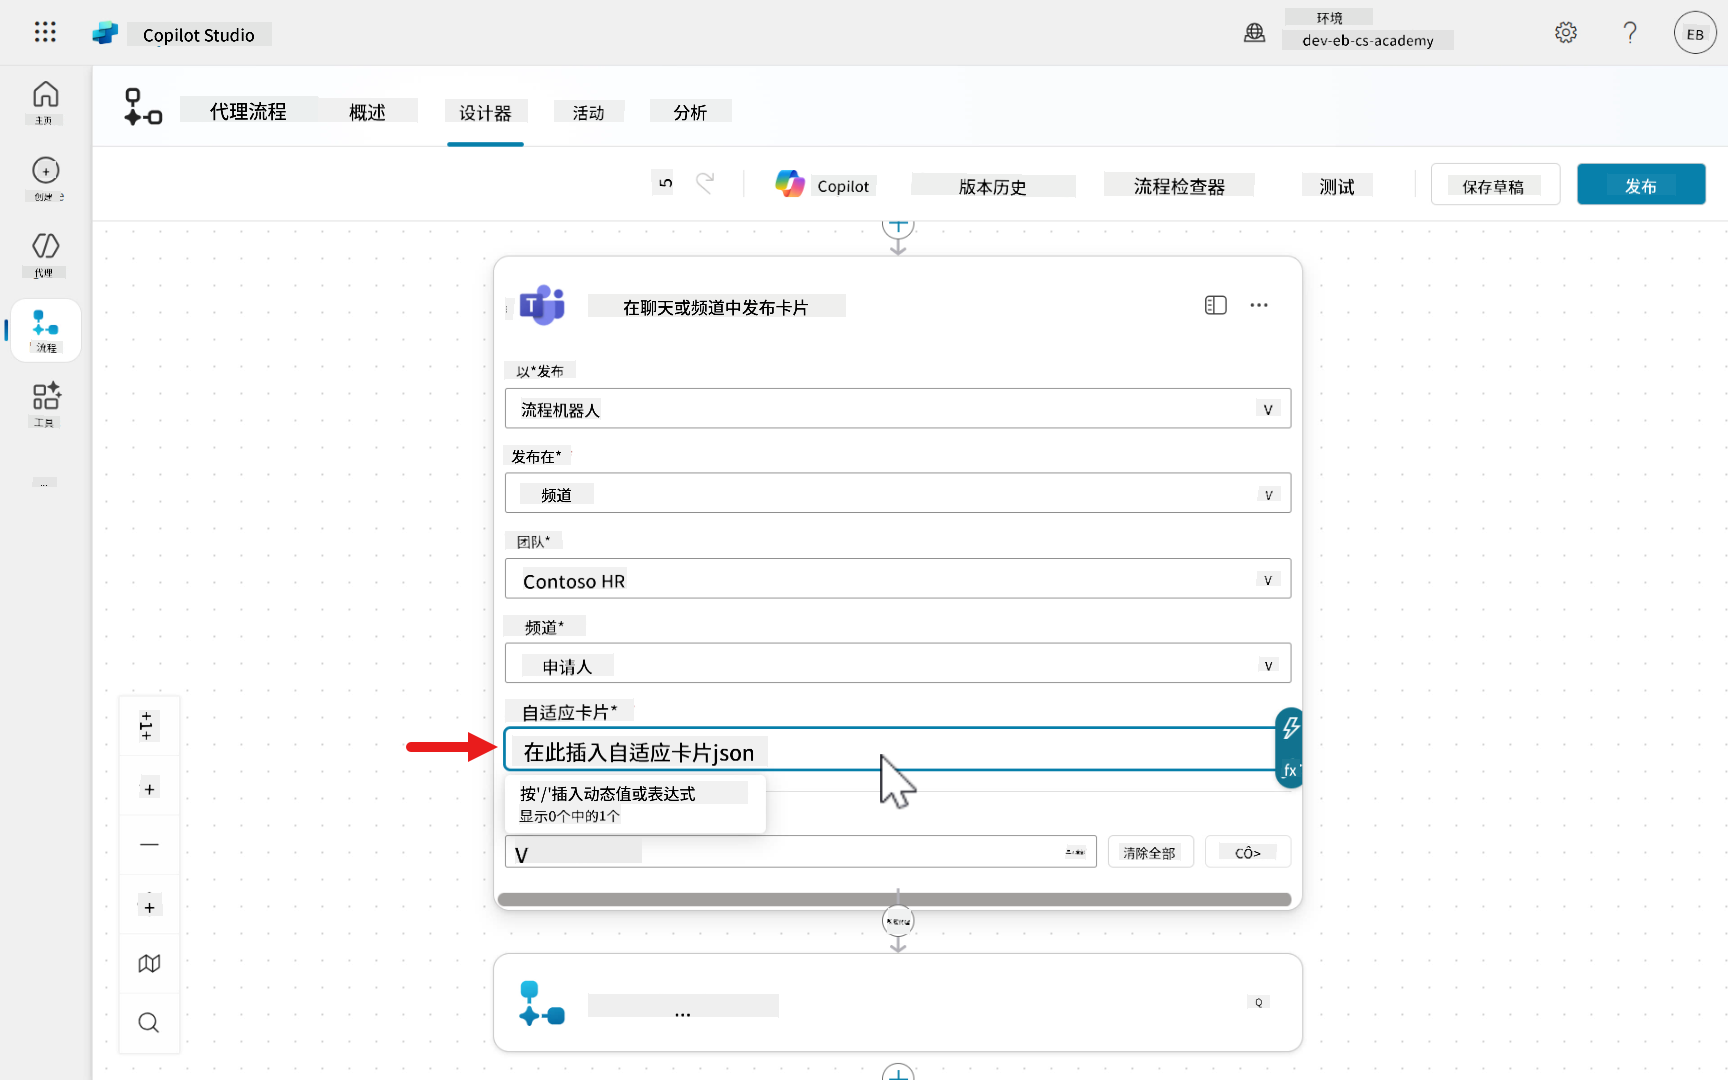 Copilot Studio
环境
dev-eb-cs-academy
EB
主页
创建
代理
流程
工具
...
代理流程
概述
设计器
活动
分析
Copilot
版本历史
流程检查器
测试
保存草稿
发布
在聊天或频道中发布卡片
以*发布
流程机器人
V
发布在*
频道
V
团队*
Contoso HR
V
频道*
申请人
V
自适应卡片*
在此插入自适应卡片json
fx
按'/'插入动态值或表达式
显示0个中的1个
V
清除全部
CÔ>
...
Q